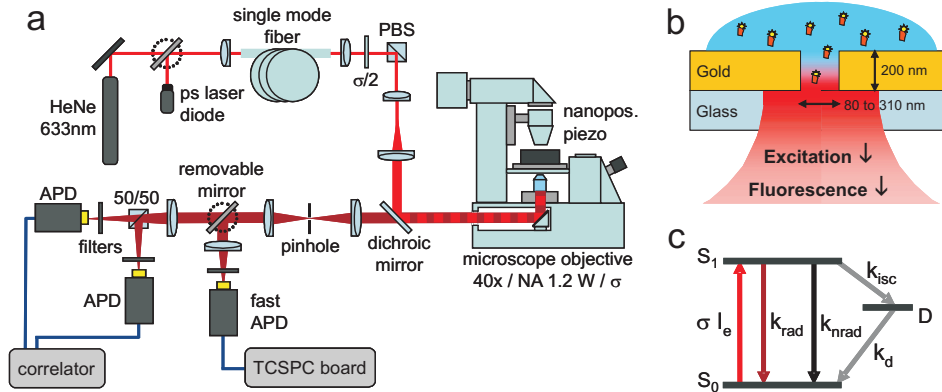 a
single mode
fiber
PBS
σ/2
HeNe
633nm
ps laser
diode
nanopos.
piezo
removable
mirror
50/50
APD
filters
pinhole
dichroic
mirror
microscope objective
40x / NA 1.2 W / σ
APD
fast
APD
correlator
TCSPC board
b
Gold
200 nm
Glass
80 to 310 nm
Excitation ↓
Fluorescence ↓
c
S1
kisc
D
σ Ie
krad
knrad
kd
S0